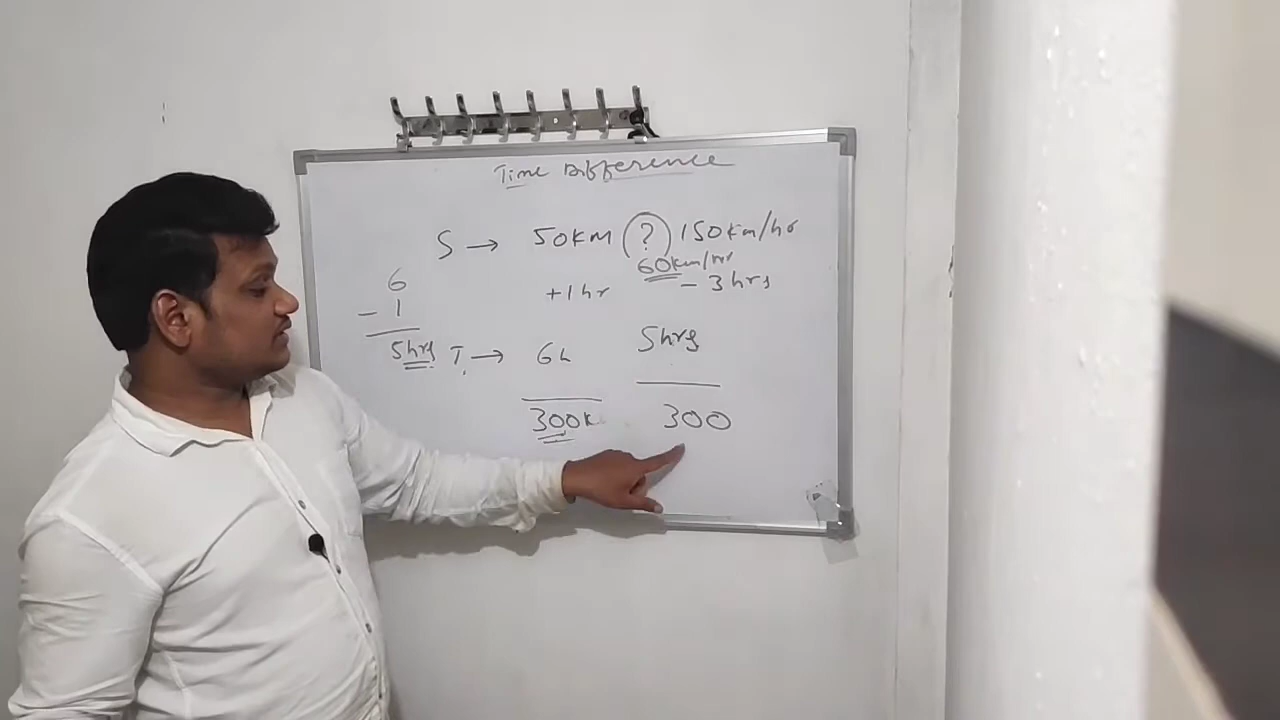 Time Difference
S → 50KM ? 150km/hr
60km/hr
6
+1hr - 3hrs
- 1
5hrs
5hrs T → 6h
300k 300